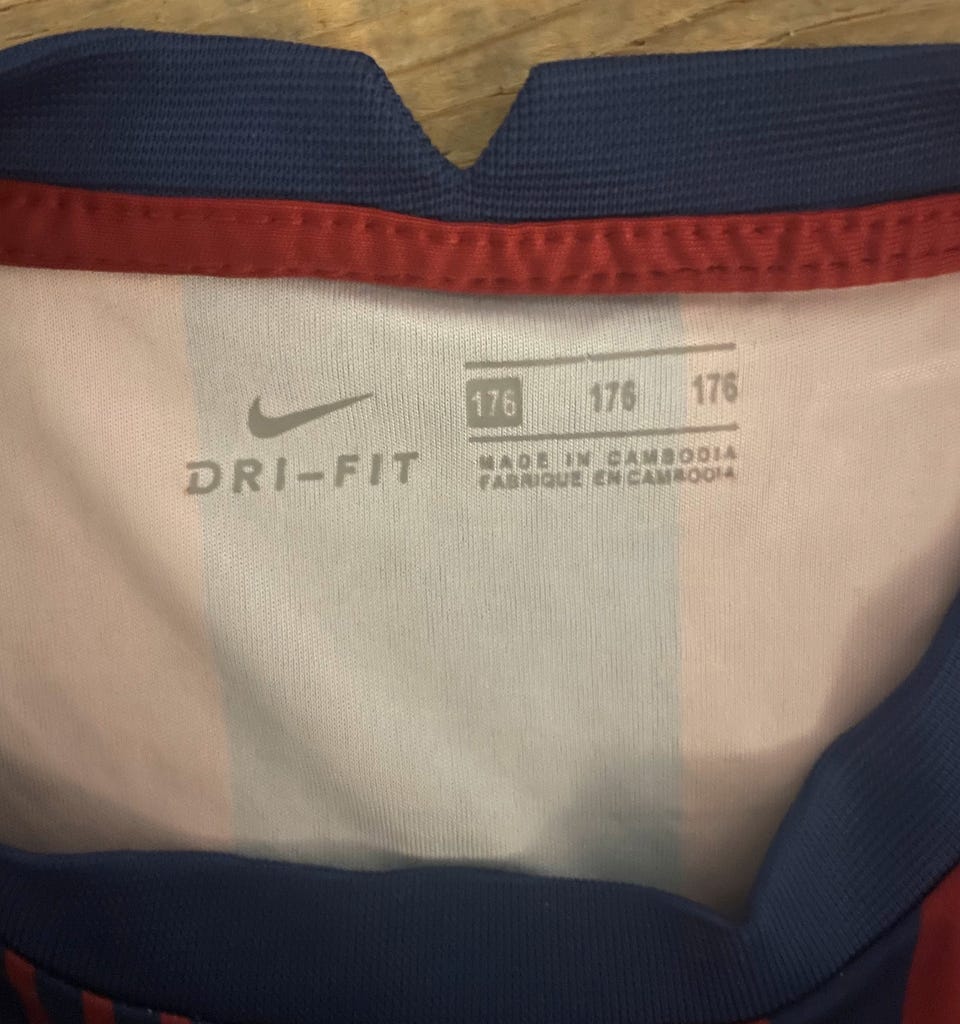 DRI-FIT
176 176 176
MADE IN CAMBODIA
FABRIQUE EN CAMBODIA